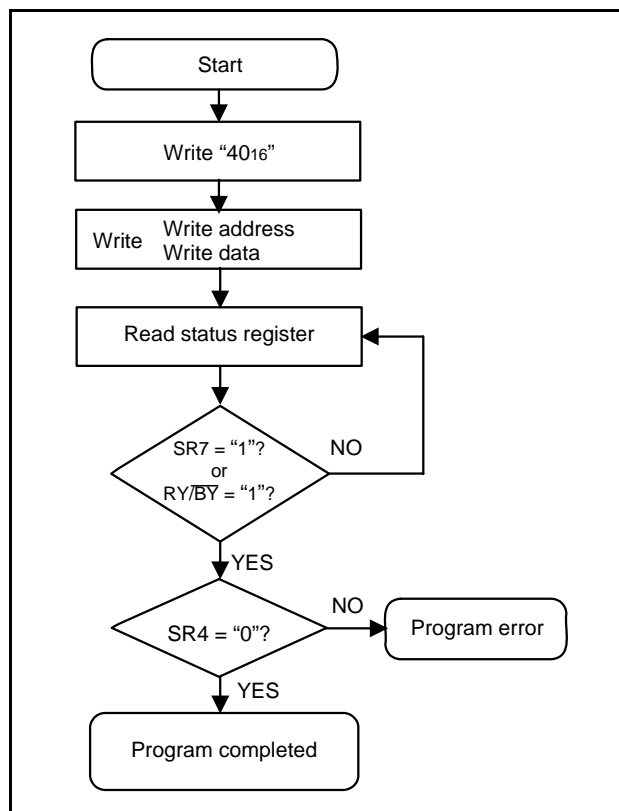 Start
Write “40₁₆”
Write Write address
Write data
Read status register
SR7 = “1”?
or
RY/B̅Y̅ = “1”?
NO
YES
SR4 = “0”?
NO
Program error
YES
Program completed